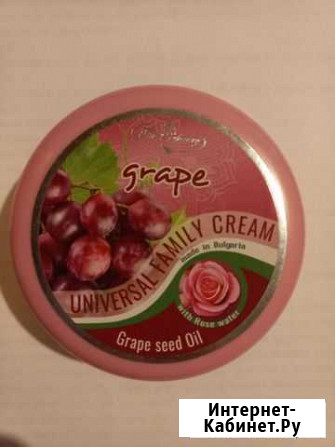 grape
UNIVERSAL FAMILY CREAM
made in Bulgaria
with Rose water
Grape seed Oil
Интернет-
Кабинет.Ру